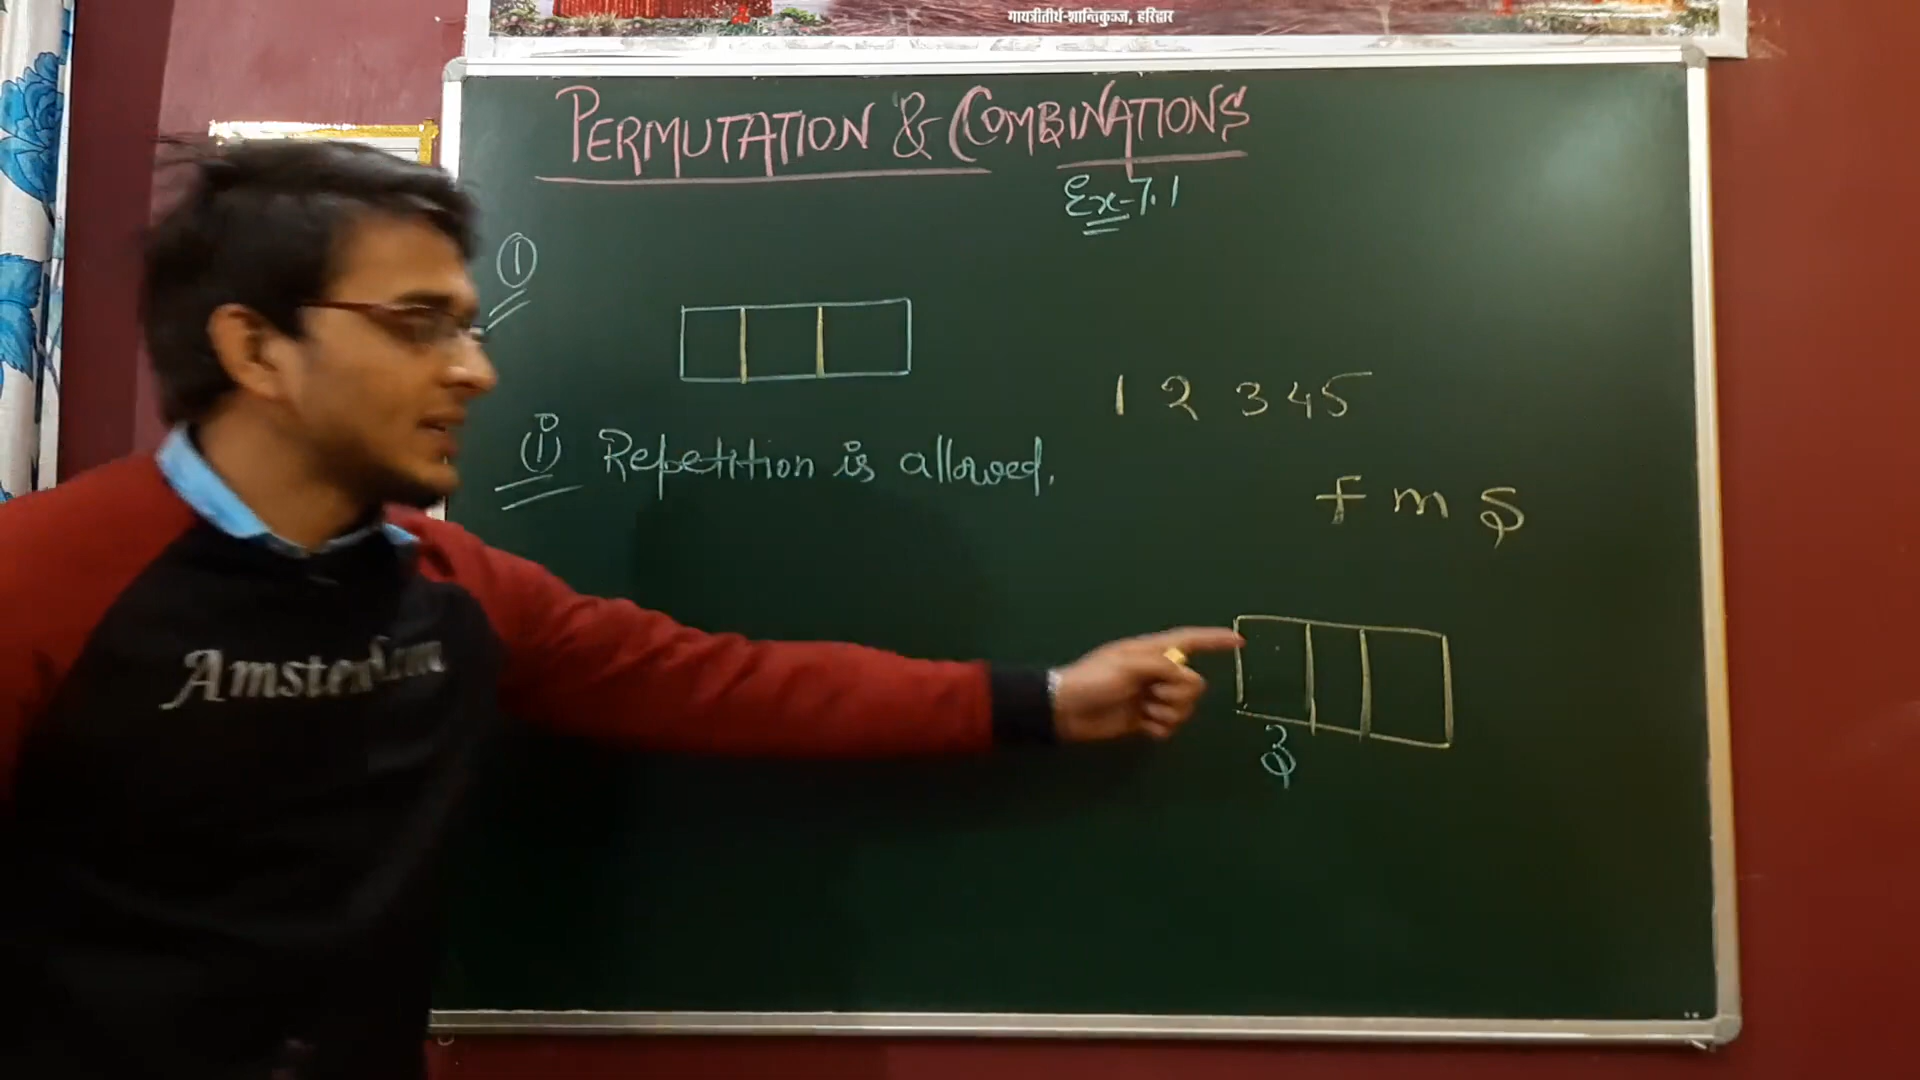 गायत्रीतीर्थ-शान्तिकुञ्ज, हरिद्वार
PERMUTATION & COMBINATIONS
Ex-7.1
1
1 2 3 4 5
(i) Repetition is allowed.
f m s
3